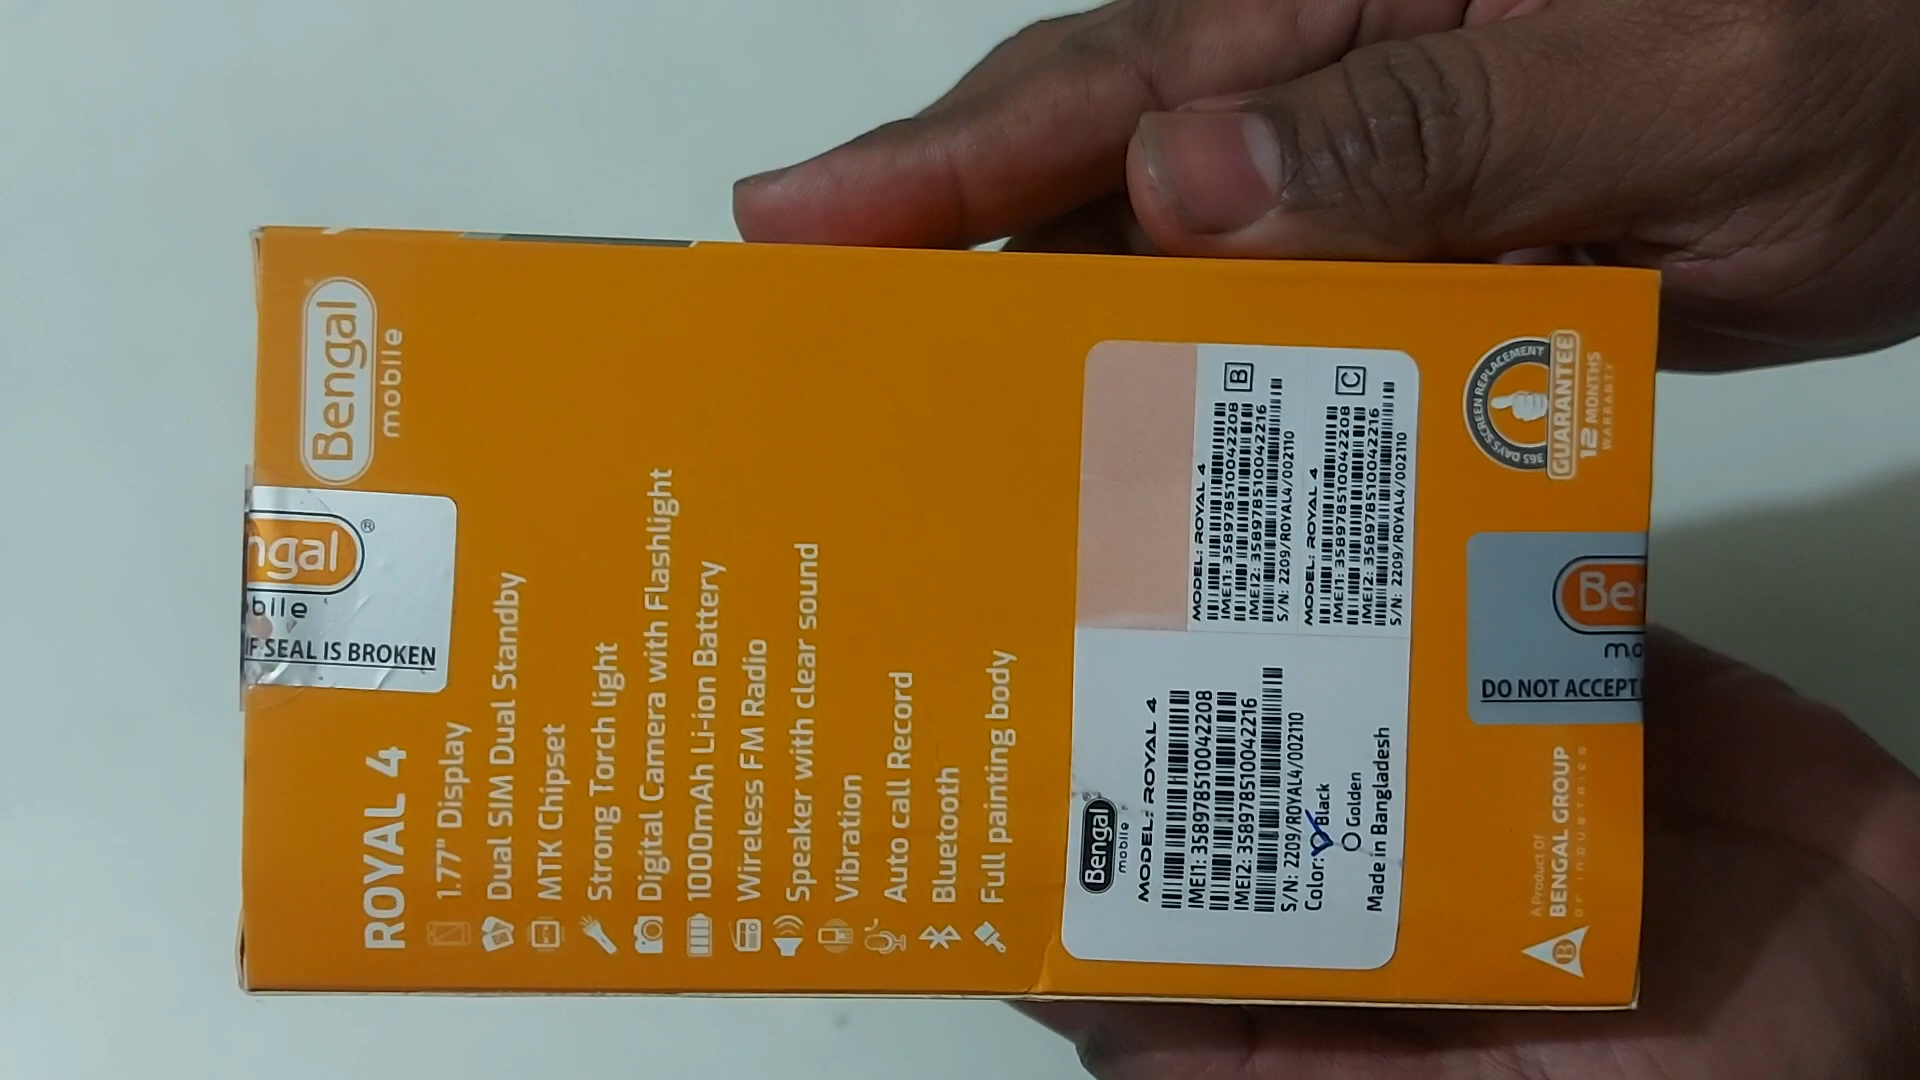 Bengal
mobile
ngal ®
bile
IF SEAL IS BROKEN
ROYAL 4
1.77" Display
Dual SIM Dual Standby
MTK Chipset
Strong Torch light
Digital Camera with Flashlight
1000mAh Li-ion Battery
Wireless FM Radio
Speaker with clear sound
Vibration
Auto call Record
Bluetooth
Full painting body
Bengal
mobile
MODEL: ROYAL 4
IMEI1: 358978510042208
IMEI2: 358978510042216
S/N: 2209/ROYAL4/002110
Color: Black
Golden
Made in Bangladesh
MODEL: ROYAL 4
IMEI1: 358978510042208
B
IMEI2: 358978510042216
S/N: 2209/ROYAL4/002110
MODEL: ROYAL 4
IMEI1: 358978510042208
C
IMEI2: 358978510042216
S/N: 2209/ROYAL4/002110
365 DAYS SCREEN REPLACEMENT
GUARANTEE
12 MONTHS
WARRANTY
Be
mo
DO NOT ACCEPT
A Product Of
BENGAL GROUP
of industries
B